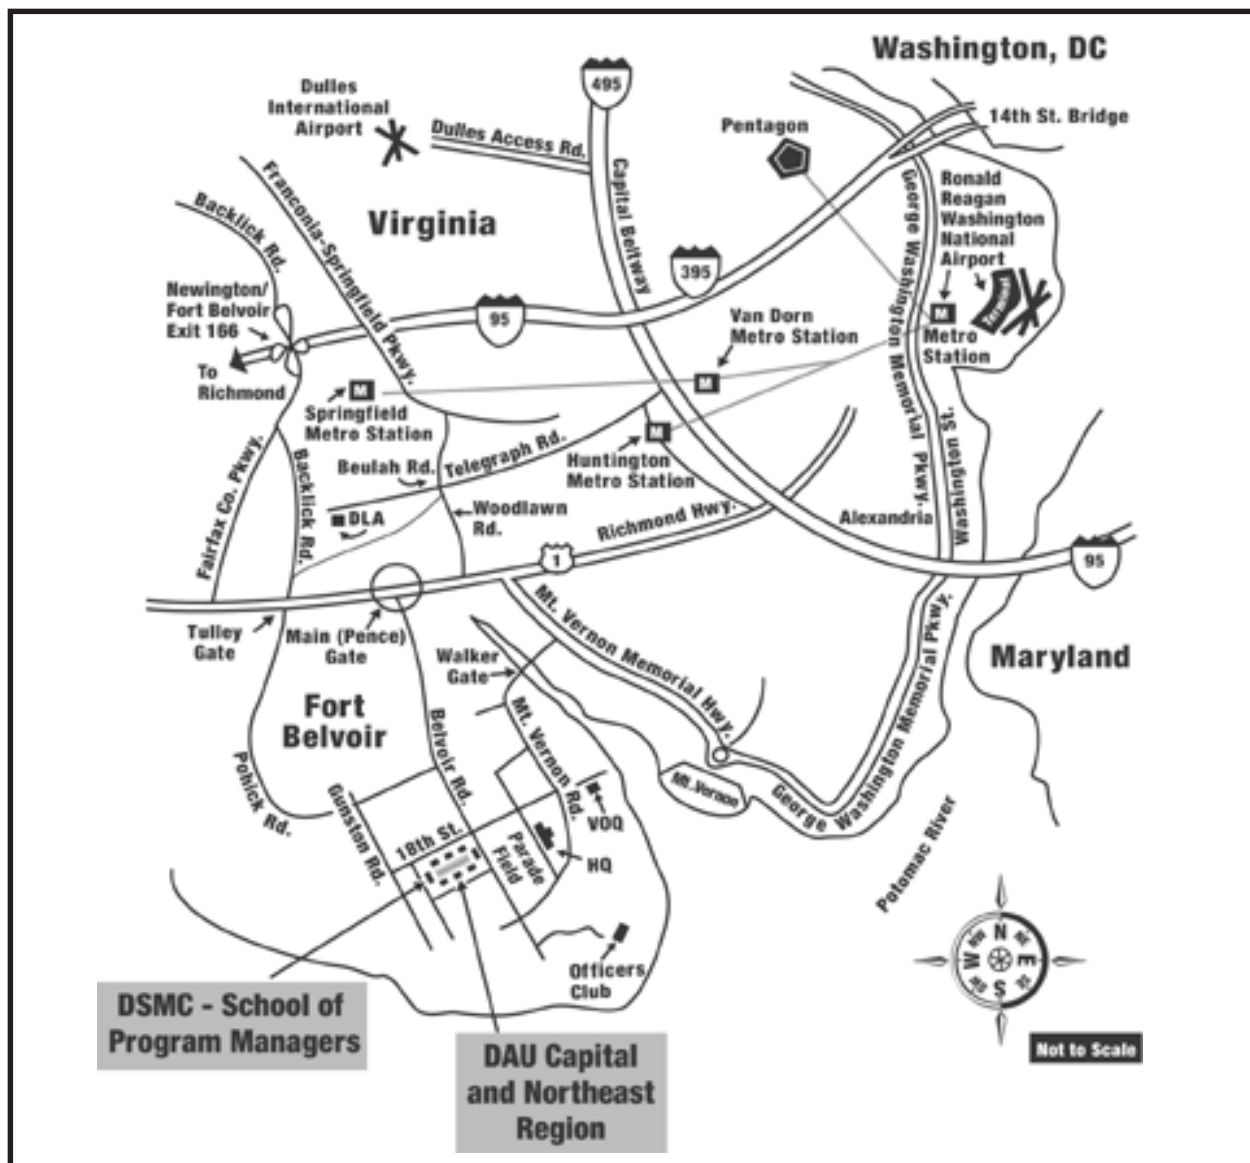 Washington, DC
495
Dulles
International
Airport
Dulles Access Rd.
Pentagon
14th St. Bridge
Franconia-Springfield Pkwy.
Capital Beltway
George Washington Memorial Pkwy.
Ronald
Reagan
Washington
National
Airport
Backlick Rd.
Virginia
395
Terminal
Newington/
Fort Belvoir
Exit 166
95
Van Dorn
Metro Station
M
Metro
Station
To
Richmond
M
Springfield
Metro Station
M
M
Huntington
Metro Station
Washington St.
Fairfax Co. Pkwy.
Backlick Rd.
Beulah Rd.
Telegraph Rd.
DLA
Woodlawn
Rd.
Richmond Hwy.
Alexandria
1
95
Tulley
Gate
Main (Pence)
Gate
Walker
Gate
Mt. Vernon Memorial Hwy.
George Washington Memorial Pkwy.
Maryland
Fort
Belvoir
Belvoir Rd.
Mt. Vernon Rd.
Mt. Vernon
Pohick Rd.
Gunston Rd.
18th St.
Parade
Field
VOQ
HQ
Potomac River
Officers
Club
N
NE
E
SE
S
SW
W
NW
DSMC - School of
Program Managers
DAU Capital
and Northeast
Region
Not to Scale